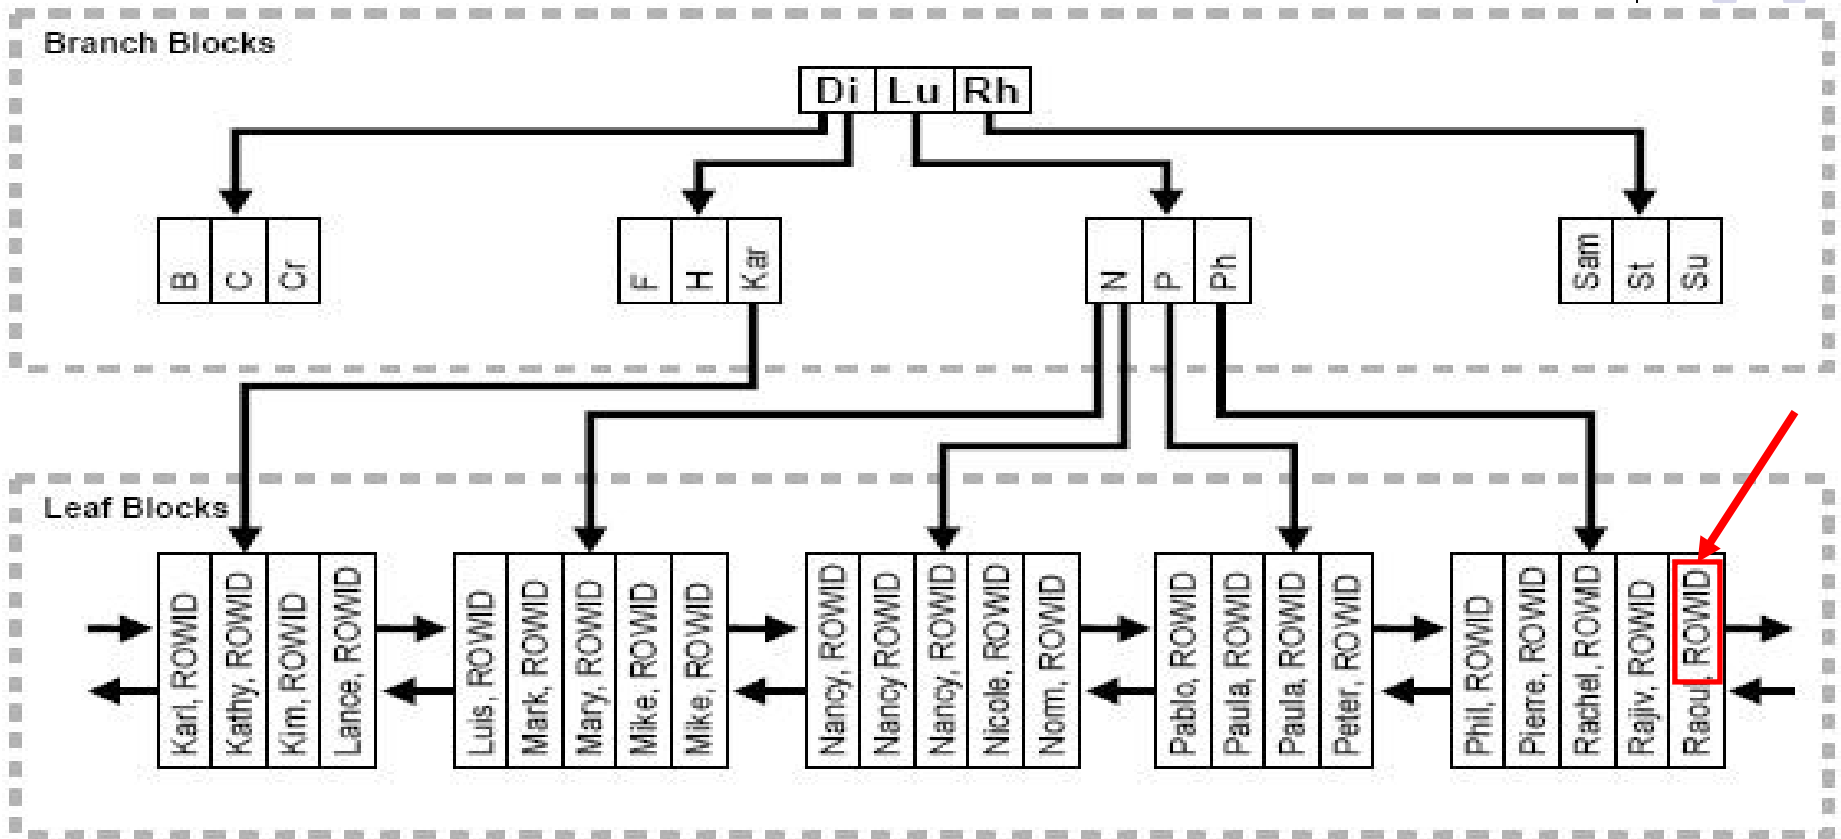 Branch Blocks
Di Lu Rh
B C Cr
F H Kar
N P Ph
Sam St Su
Leaf Blocks
Karl, ROWID
Kathy, ROWID
Kim, ROWID
Lance, ROWID
Luis, ROWID
Mark, ROWID
Mary, ROWID
Mike, ROWID
Mike, ROWID
Nancy, ROWID
Nancy ROWID
Nancy, ROWID
Nicole, ROWID
Nom, ROWID
Pablo, ROWID
Paula, ROWID
Paula, ROWID
Peter, ROWID
Phil, ROWID
Pierre, ROWID
Rachel, ROWID
Rajiv, ROWID
Raoul, ROWID